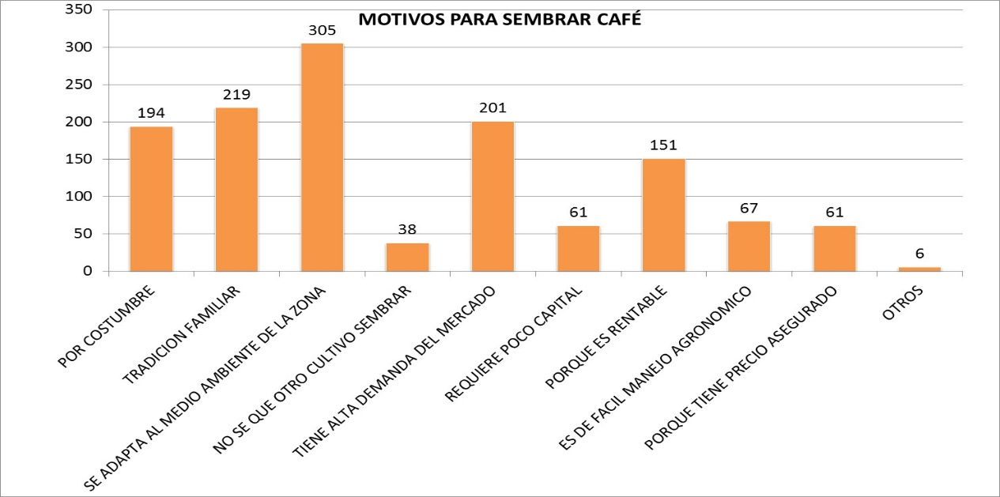 MOTIVOS PARA SEMBRAR CAFÉ
350
300
250
200
150
100
50
0
194
219
305
38
201
61
151
67
61
6
POR COSTUMBRE
TRADICION FAMILIAR
SE ADAPTA AL MEDIO AMBIENTE DE LA ZONA
NO SE QUE OTRO CULTIVO SEMBRAR
TIENE ALTA DEMANDA DEL MERCADO
REQUIERE POCO CAPITAL
PORQUE ES RENTABLE
ES DE FACIL MANEJO AGRONOMICO
PORQUE TIENE PRECIO ASEGURADO
OTROS